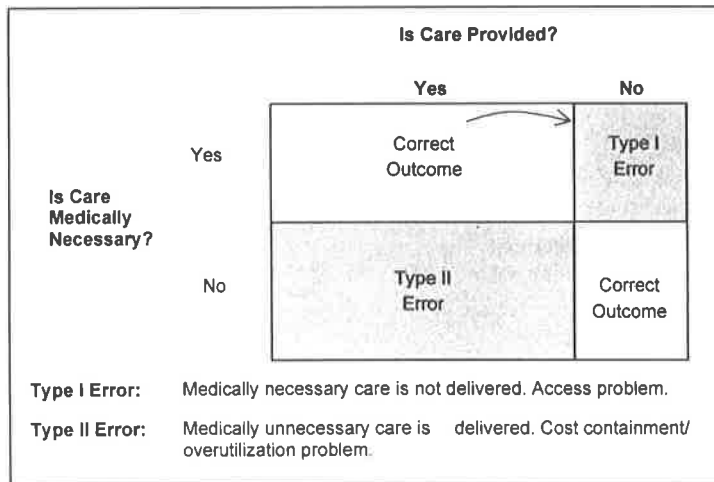 Is Care Provided?
Yes No
Yes
Correct
Outcome
Type I
Error
Is Care
Medically
Necessary?
No
Type II
Error
Correct
Outcome
Type I Error: Medically necessary care is not delivered. Access problem.
Type II Error: Medically unnecessary care is delivered. Cost containment/
overutilization problem.